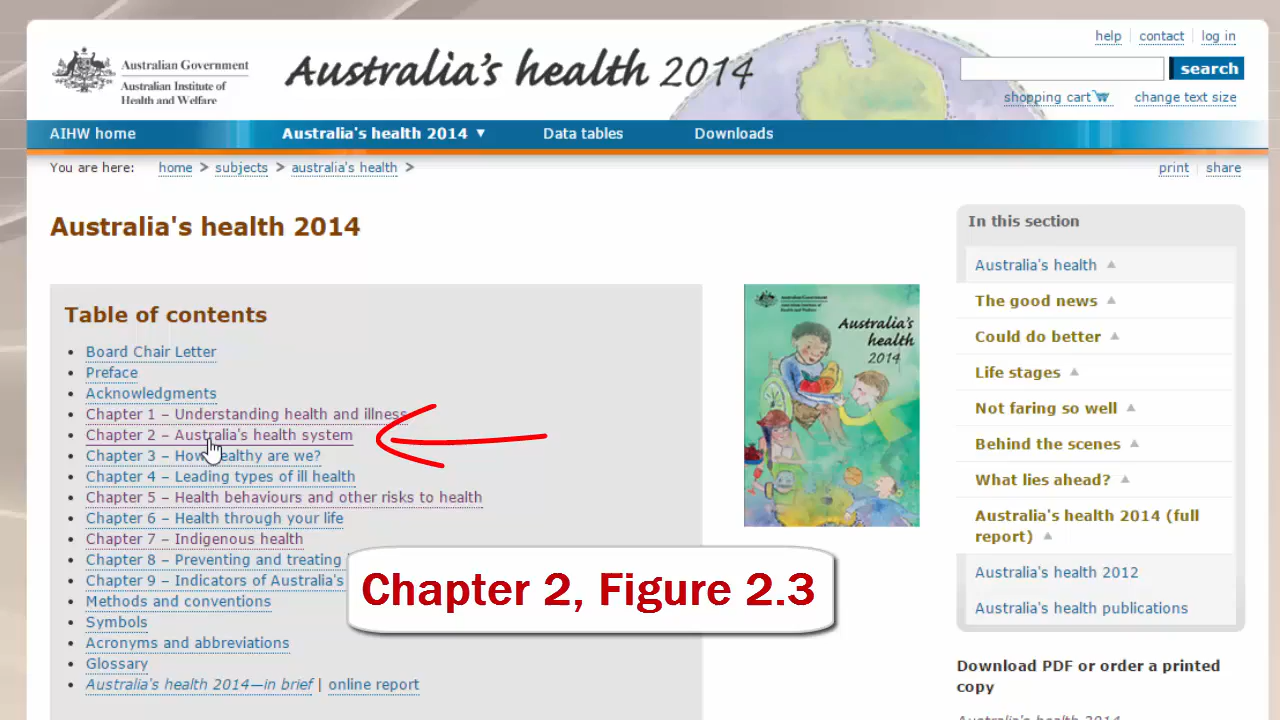 help
contact
log in
Australian Government
Australian Institute of
Health and Welfare
Australia's health 2014
search
shopping cart
change text size
AIHW home
Australia's health 2014 ▼
Data tables
Downloads
You are here: home > subjects > australia's health >
print
share
Australia's health 2014
Table of contents
• Board Chair Letter
• Preface
• Acknowledgments
• Chapter 1 – Understanding health and illness
• Chapter 2 – Australia's health system
• Chapter 3 – How healthy are we?
• Chapter 4 – Leading types of ill health
• Chapter 5 – Health behaviours and other risks to health
• Chapter 6 – Health through your life
• Chapter 7 – Indigenous health
• Chapter 8 – Preventing and treating
• Chapter 9 – Indicators of Australia's
• Methods and conventions
• Symbols
• Acronyms and abbreviations
• Glossary
• Australia's health 2014—in brief | online report
Chapter 2, Figure 2.3
Australia's
health
2014
In this section
Australia's health
The good news
Could do better
Life stages
Not faring so well
Behind the scenes
What lies ahead?
Australia's health 2014 (full
report)
Australia's health 2012
Australia's health publications
Download PDF or order a printed
copy